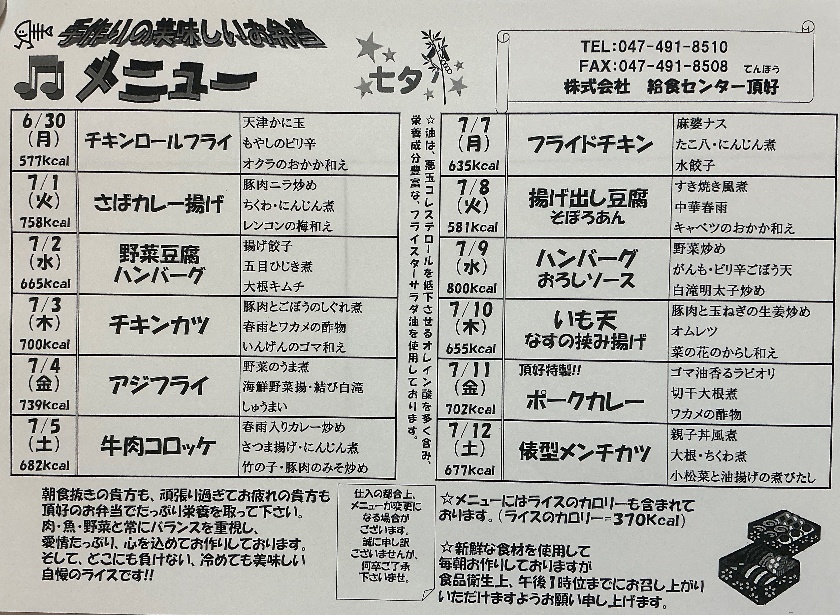 手作りの美味しいお弁当
メニュー
七夕
TEL:047-491-8510
FAX:047-491-8508
てんほう
株式会社 給食センター頂好
6/30
(月)
577kcal
チキンロールフライ
天津かに玉
もやしのピリ辛
オクラのおかか和え
7/1
(火)
758kcal
さばカレー揚げ
豚肉ニラ炒め
ちくわ・にんじん煮
レンコンの梅和え
7/2
(水)
665kcal
野菜豆腐
ハンバーグ
揚げ餃子
五目ひじき煮
大根キムチ
7/3
(木)
700kcal
チキンカツ
豚肉とごぼうのしぐれ煮
春雨とワカメの酢物
いんげんのゴマ和え
7/4
(金)
739kcal
アジフライ
野菜のうま煮
海鮮野菜揚・結び白滝
しゅうまい
7/5
(土)
682kcal
牛肉コロッケ
春雨入りカレー炒め
さつま揚げ・にんじん煮
竹の子・豚肉のみそ炒め
☆油は、悪玉コレステロールを低下させるオレイン酸を多く含み、
栄養成分豊富な、フライスターサラダ油を使用しております。
7/7
(月)
635kcal
フライドチキン
麻婆ナス
たこ八・にんじん煮
水餃子
7/8
(火)
581kcal
揚げ出し豆腐
そぼろあん
すき焼き風煮
中華春雨
キャベツのおかか和え
7/9
(水)
800kcal
ハンバーグ
おろしソース
野菜炒め
がんも・ピリ辛ごぼう天
白滝明太子炒め
7/10
(木)
655kcal
いも天
なすの挟み揚げ
豚肉と玉ねぎの生姜炒め
オムレツ
菜の花のからし和え
7/11
(金)
702kcal
頂好特製!!
ポークカレー
ゴマ油香るラビオリ
切干大根煮
ワカメの酢物
7/12
(土)
677kcal
俵型メンチカツ
親子丼風煮
大根・ちくわ煮
小松菜と油揚げの煮びたし
朝食抜きの貴方も、頑張り過ぎてお疲れの貴方も
頂好のお弁当でたっぷり栄養を取って下さい。
肉・魚・野菜と常にバランスを重視し、
愛情たっぷり、心を込めてお作りしております。
そして、どこにも負けない、冷めても美味しい
自慢のライスです!!
仕入の都合上、
メニューが変更に
なる場合が
ございます。
誠に申し訳
ございませんが、
何卒ご了承
下さいませ。
☆メニューにはライスのカロリーも含まれて
おります。(ライスのカロリー=370Kcal)
☆新鮮な食材を使用して
毎朝お作りしておりますが
食品衛生上、午後1時位までにお召し上がり
いただけますようお願い申し上げます。